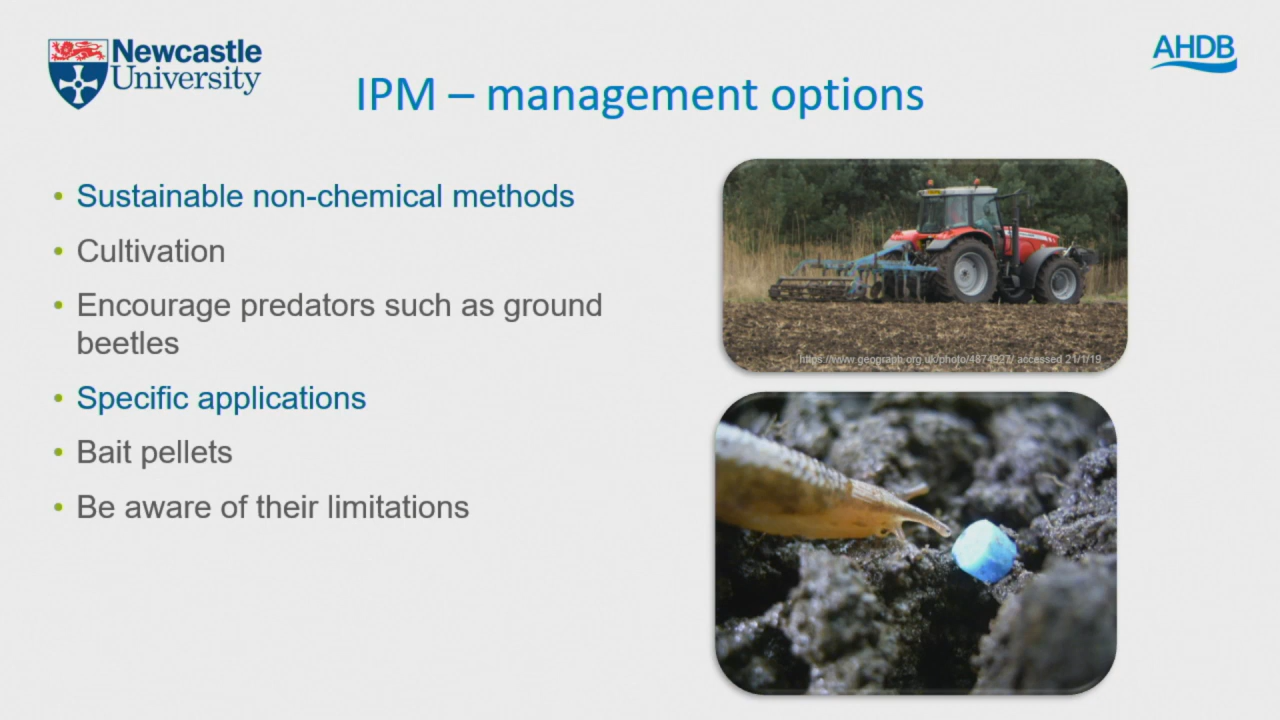 Newcastle
University
AHDB
IPM – management options
• Sustainable non-chemical methods
• Cultivation
• Encourage predators such as ground
beetles
• Specific applications
• Bait pellets
• Be aware of their limitations
https://www.geograph.org.uk/photo/4874927/ accessed 21/1/19